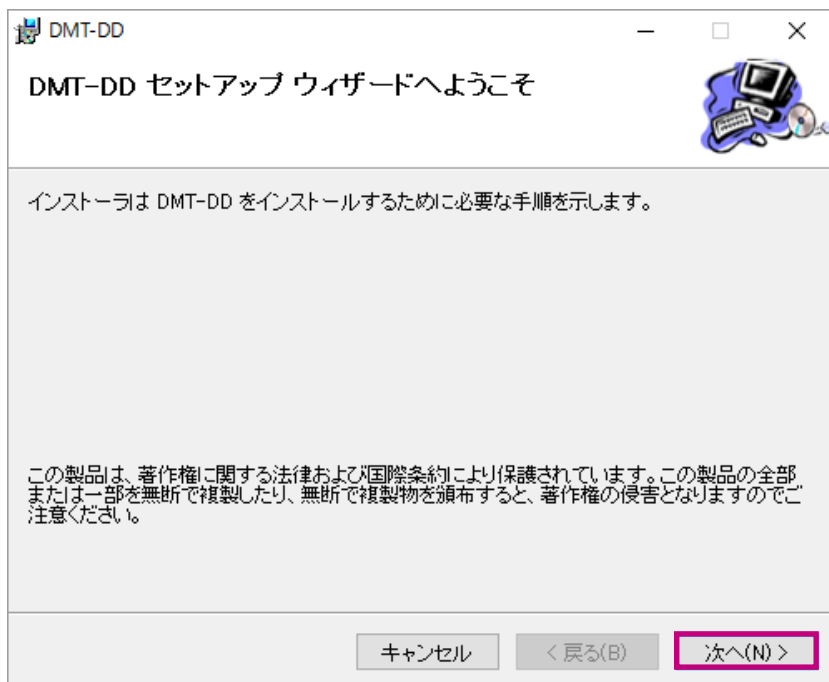 DMT-DD
DMT-DD セットアップ ウィザードへようこそ
インストーラは DMT-DD をインストールするために必要な手順を示します。
この製品は、著作権に関する法律および国際条約により保護されています。この製品の全部
または一部を無断で複製したり、無断で複製物を頒布すると、著作権の侵害となりますのでご
注意ください。
キャンセル
< 戻る(B)
次へ(N) >